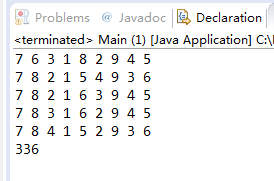 Problems @ Javadoc Declaration
<terminated> Main (1) [Java Application] C:\
7 6 3 1 8 2 9 4 5
7 8 2 1 5 4 9 3 6
7 8 2 1 6 3 9 4 5
7 8 3 1 6 2 9 4 5
7 8 4 1 5 2 9 3 6
336